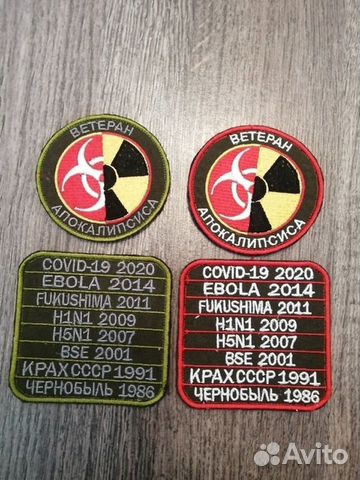 ВЕТЕРАН
АПОКАЛИПСИСА
ВЕТЕРАН
АПОКАЛИПСИСА
COVID-19 2020
EBOLA 2014
FUKUSHIMA 2011
H1N1 2009
H5N1 2007
BSE 2001
КРАХ СССР 1991
ЧЕРНОБЫЛЬ 1986
COVID-19 2020
EBOLA 2014
FUKUSHIMA 2011
H1N1 2009
H5N1 2007
BSE 2001
КРАХ СССР 1991
ЧЕРНОБЫЛЬ 1986
Avito